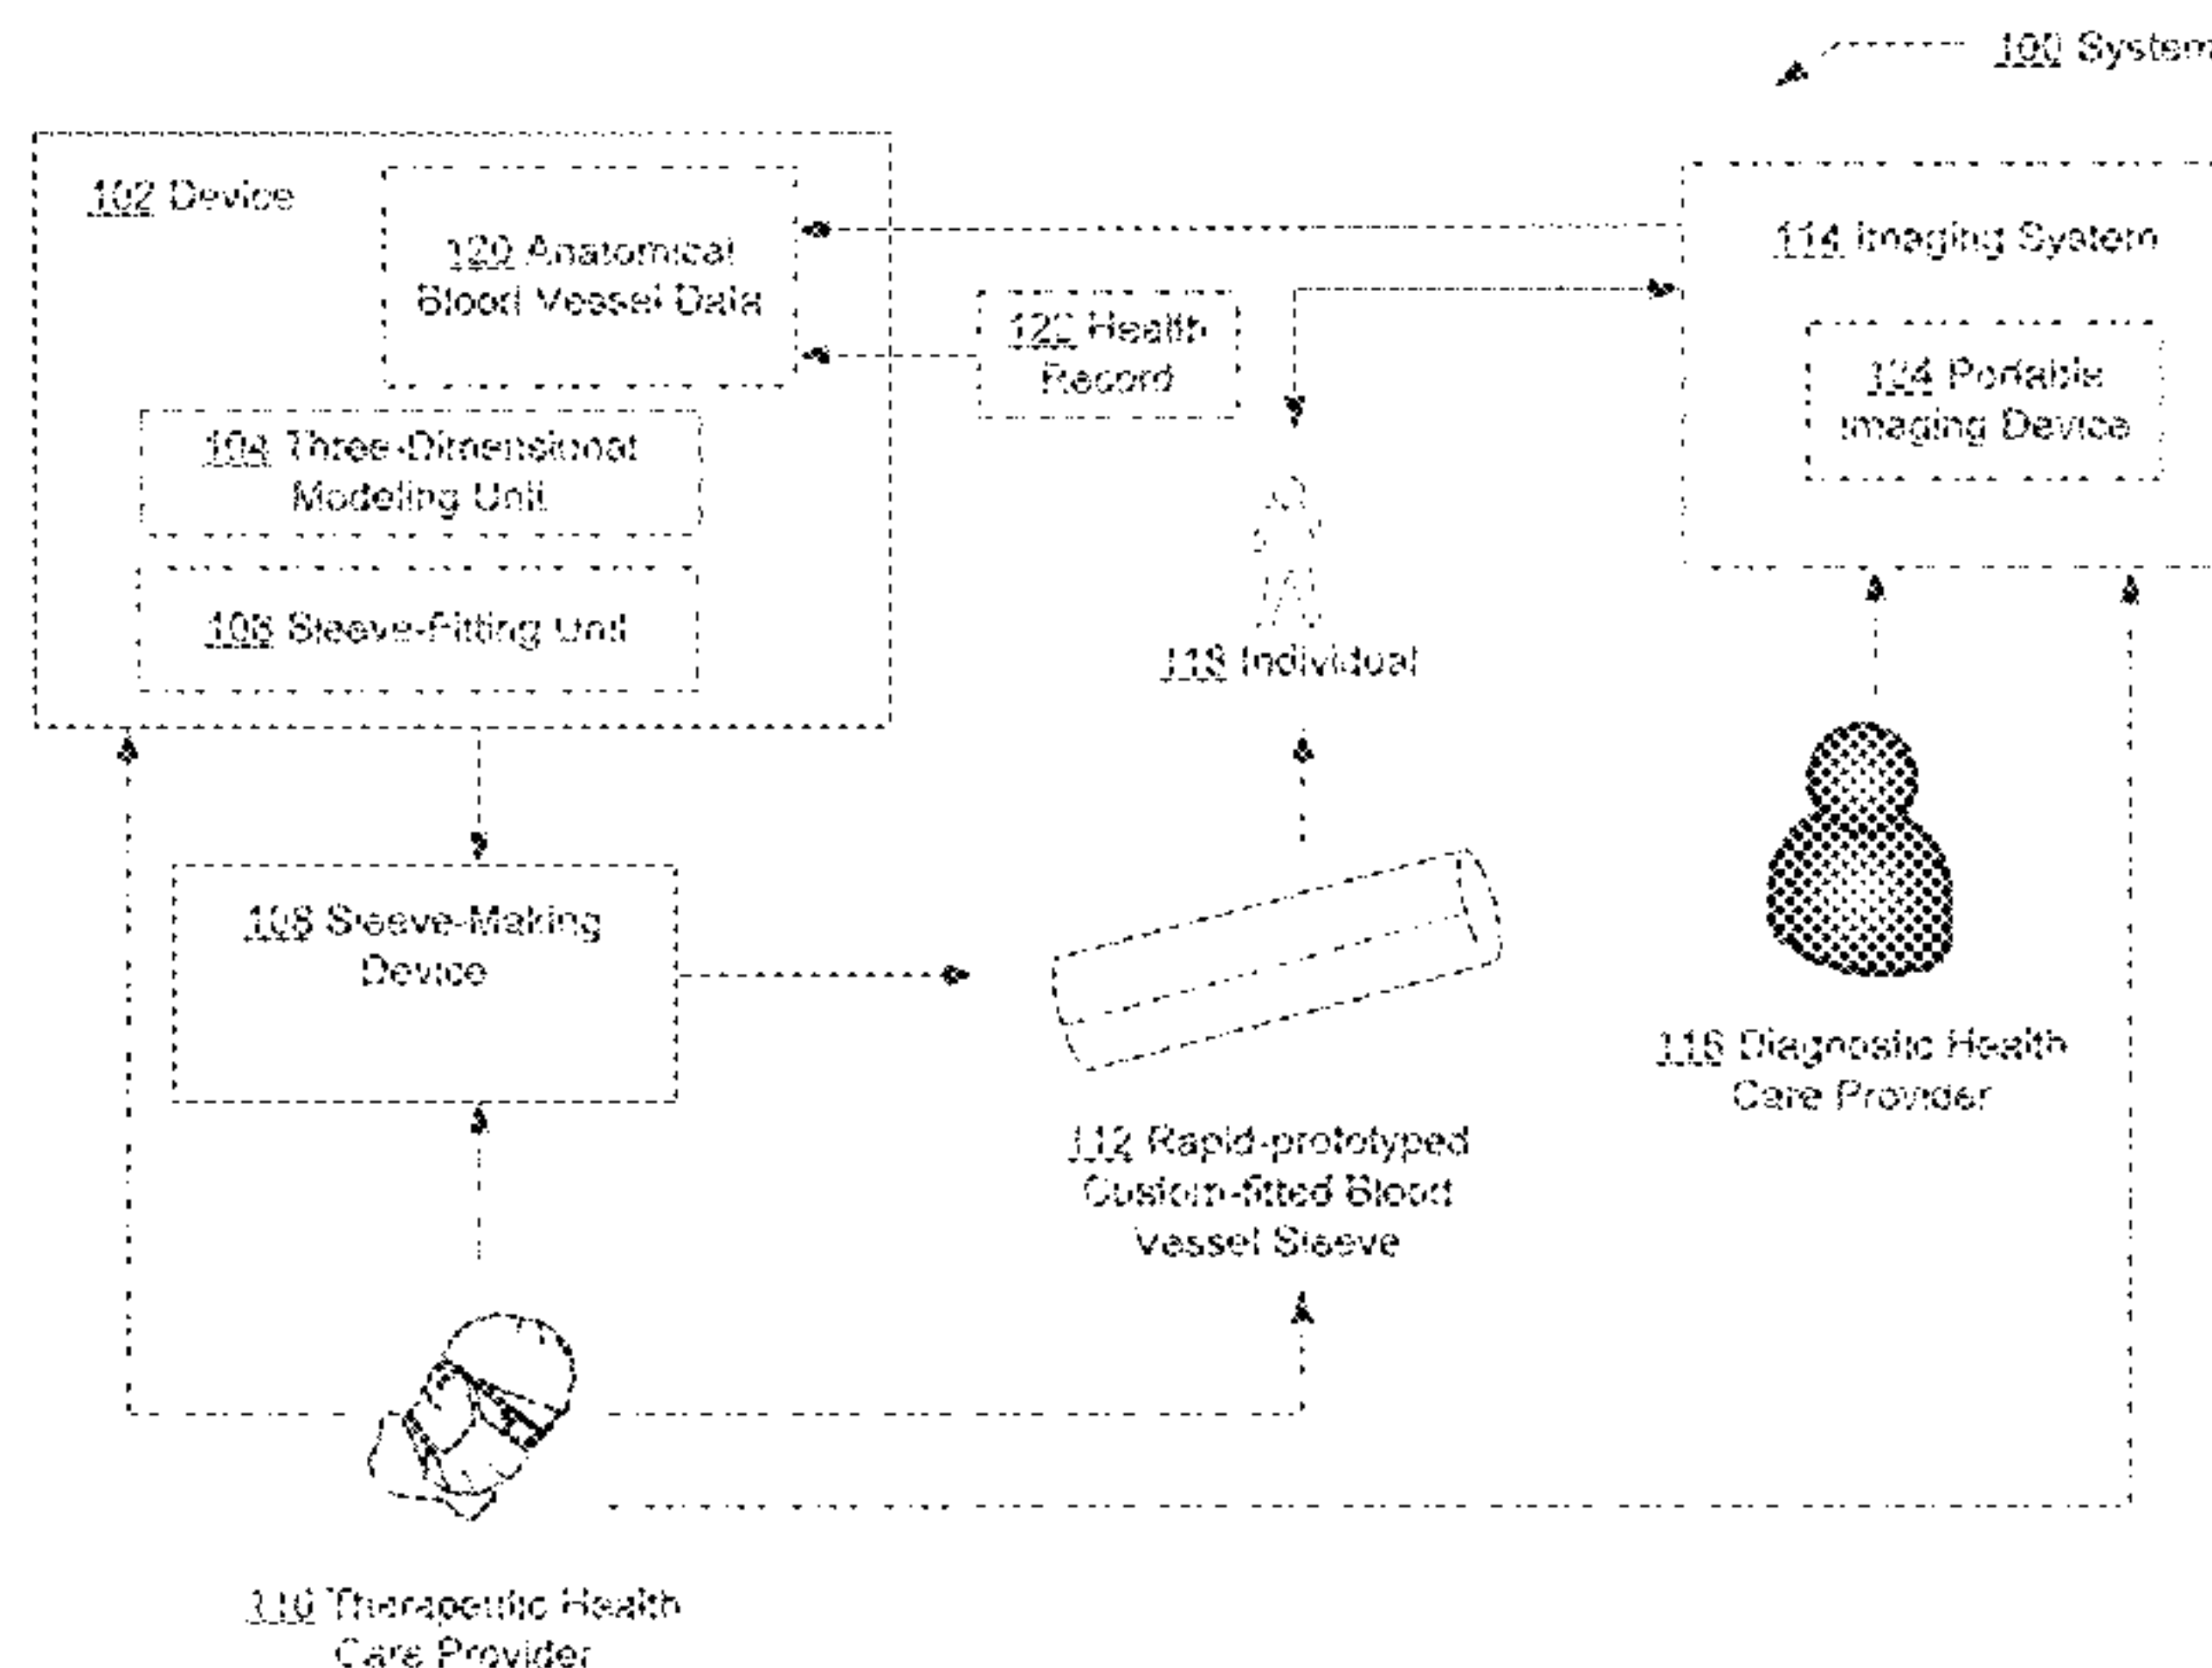 100 System
102 Device
120 Anatomical
Blood Vessel Data
114 Imaging System
122 Health
Record
124 Portable
Imaging Device
104 Three-Dimensional
Modeling Unit
106 Sleeve-Fitting Unit
118 Individual
108 Sleeve-Making
Device
116 Diagnostic Health
Care Provider
112 Rapid-prototyped
Custom-fitted Blood
Vessel Sleeve
110 Therapeutic Health
Care Provider